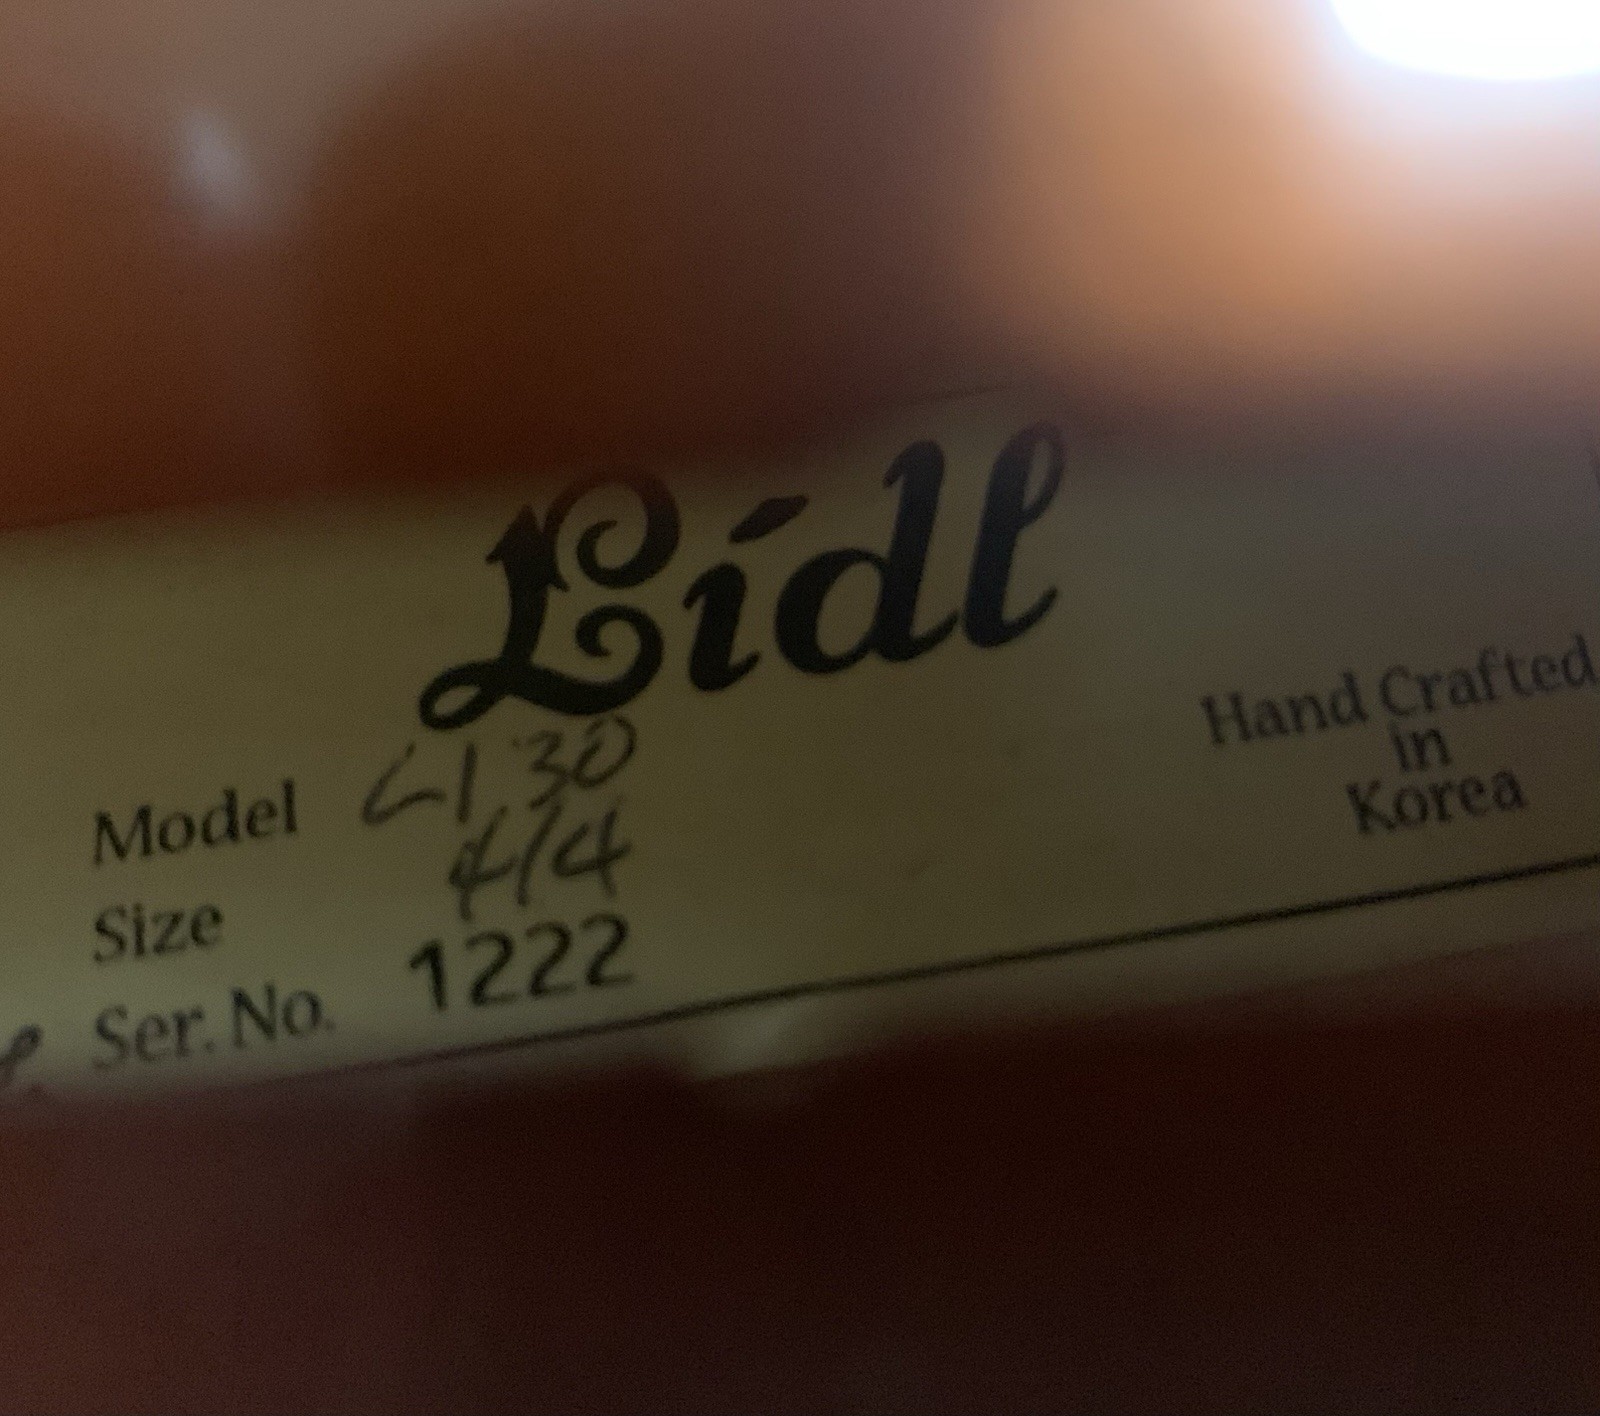 Lidl
Model L130
Size 4/4
Ser. No. 1222
Hand Crafted
in
Korea